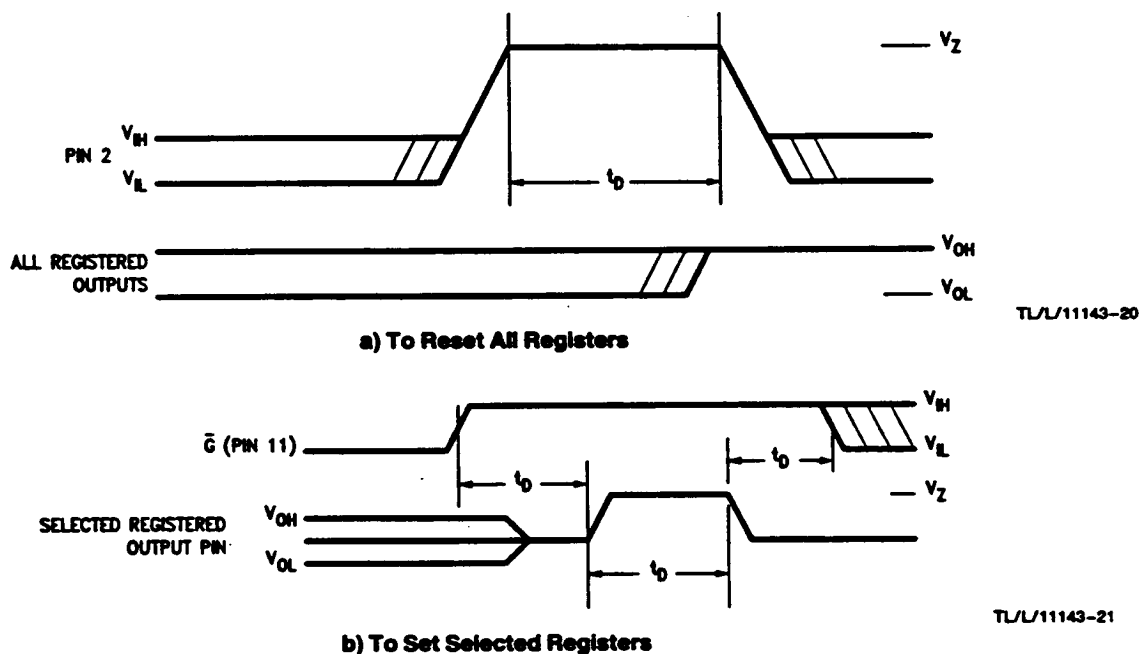 V_Z
V_IH
PIN 2
V_IL
t_D
ALL REGISTERED
OUTPUTS
V_OH
V_OL
TL/L/11143-20
a) To Reset All Registers
V_IH
G̅ (PIN 11)
V_IL
t_D
t_D
V_Z
SELECTED REGISTERED
OUTPUT PIN
V_OH
V_OL
t_D
TL/L/11143-21
b) To Set Selected Registers